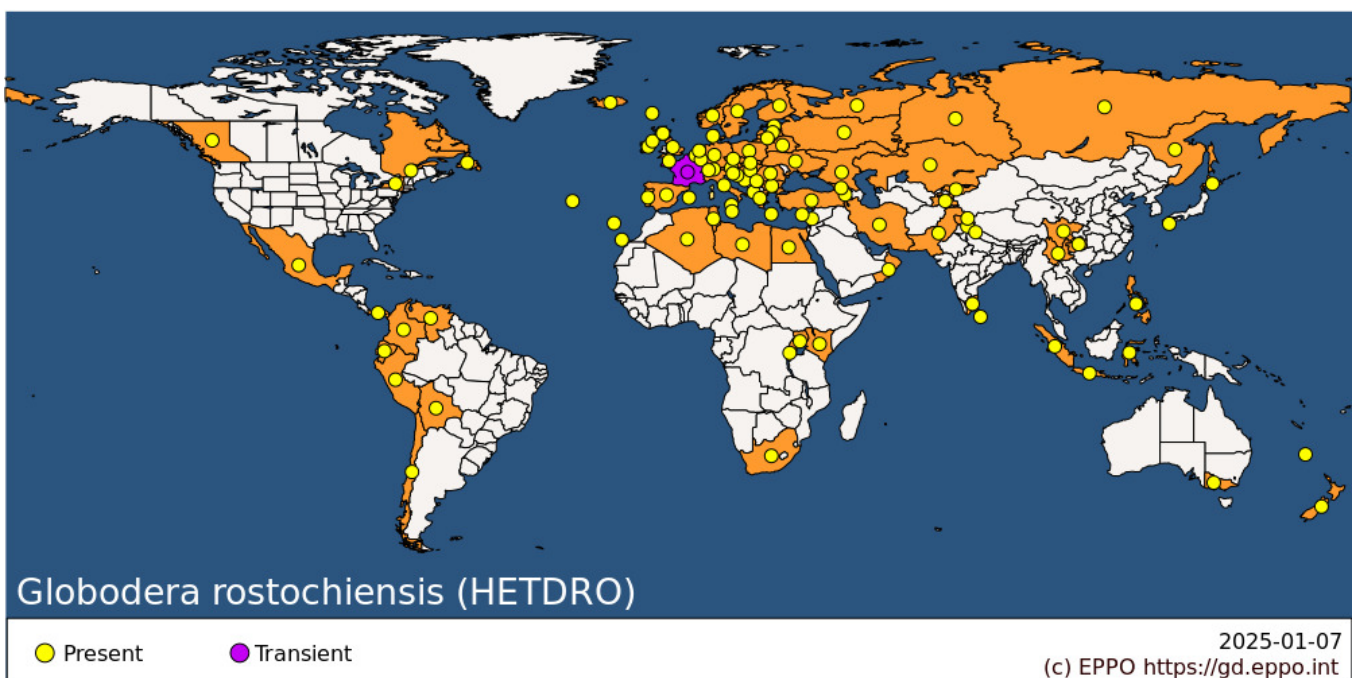 Globodera rostochiensis (HETDRO)
Present
Transient
2025-01-07
(c) EPPO https://gd.eppo.int